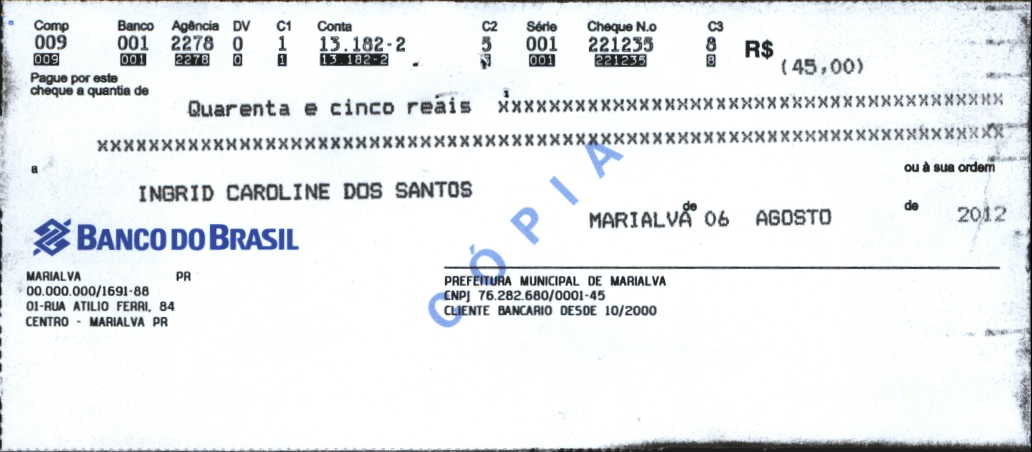 Comp Banco Agência DV C1 Conta C2 Série Cheque N.o C3
009 001 2278 0 1 13.182-2 5 001 221235 8 R$ (45,00)
009 001 2278 0 1 13.182-2 001 221235 8
Pague por este
cheque a quantia de
Quarenta e cinco reais xxxxxxxxxxxxxxxxxxxxxxxxxxxxxxxxxxxxxxxxxxxxxxx
xxxxxxxxxxxxxxxxxxxxxxxxxxxxxxxxxxxxxxxxxxxxxxxxxxxxxxxxxxxxxxxxxxxxxxxxxxxxxxxxxxx
a ou à sua ordem
INGRID CAROLINE DOS SANTOS
MARIALVA de 06 AGOSTO de 2012
BANCO DO BRASIL
MARIALVA PR
00.000.000/1691-88
01-RUA ATILIO FERRI, 84
CENTRO - MARIALVA PR
PREFEITURA MUNICIPAL DE MARIALVA
CNPJ 76.282.680/0001-45
CLIENTE BANCARIO DESDE 10/2000
CÓPIA